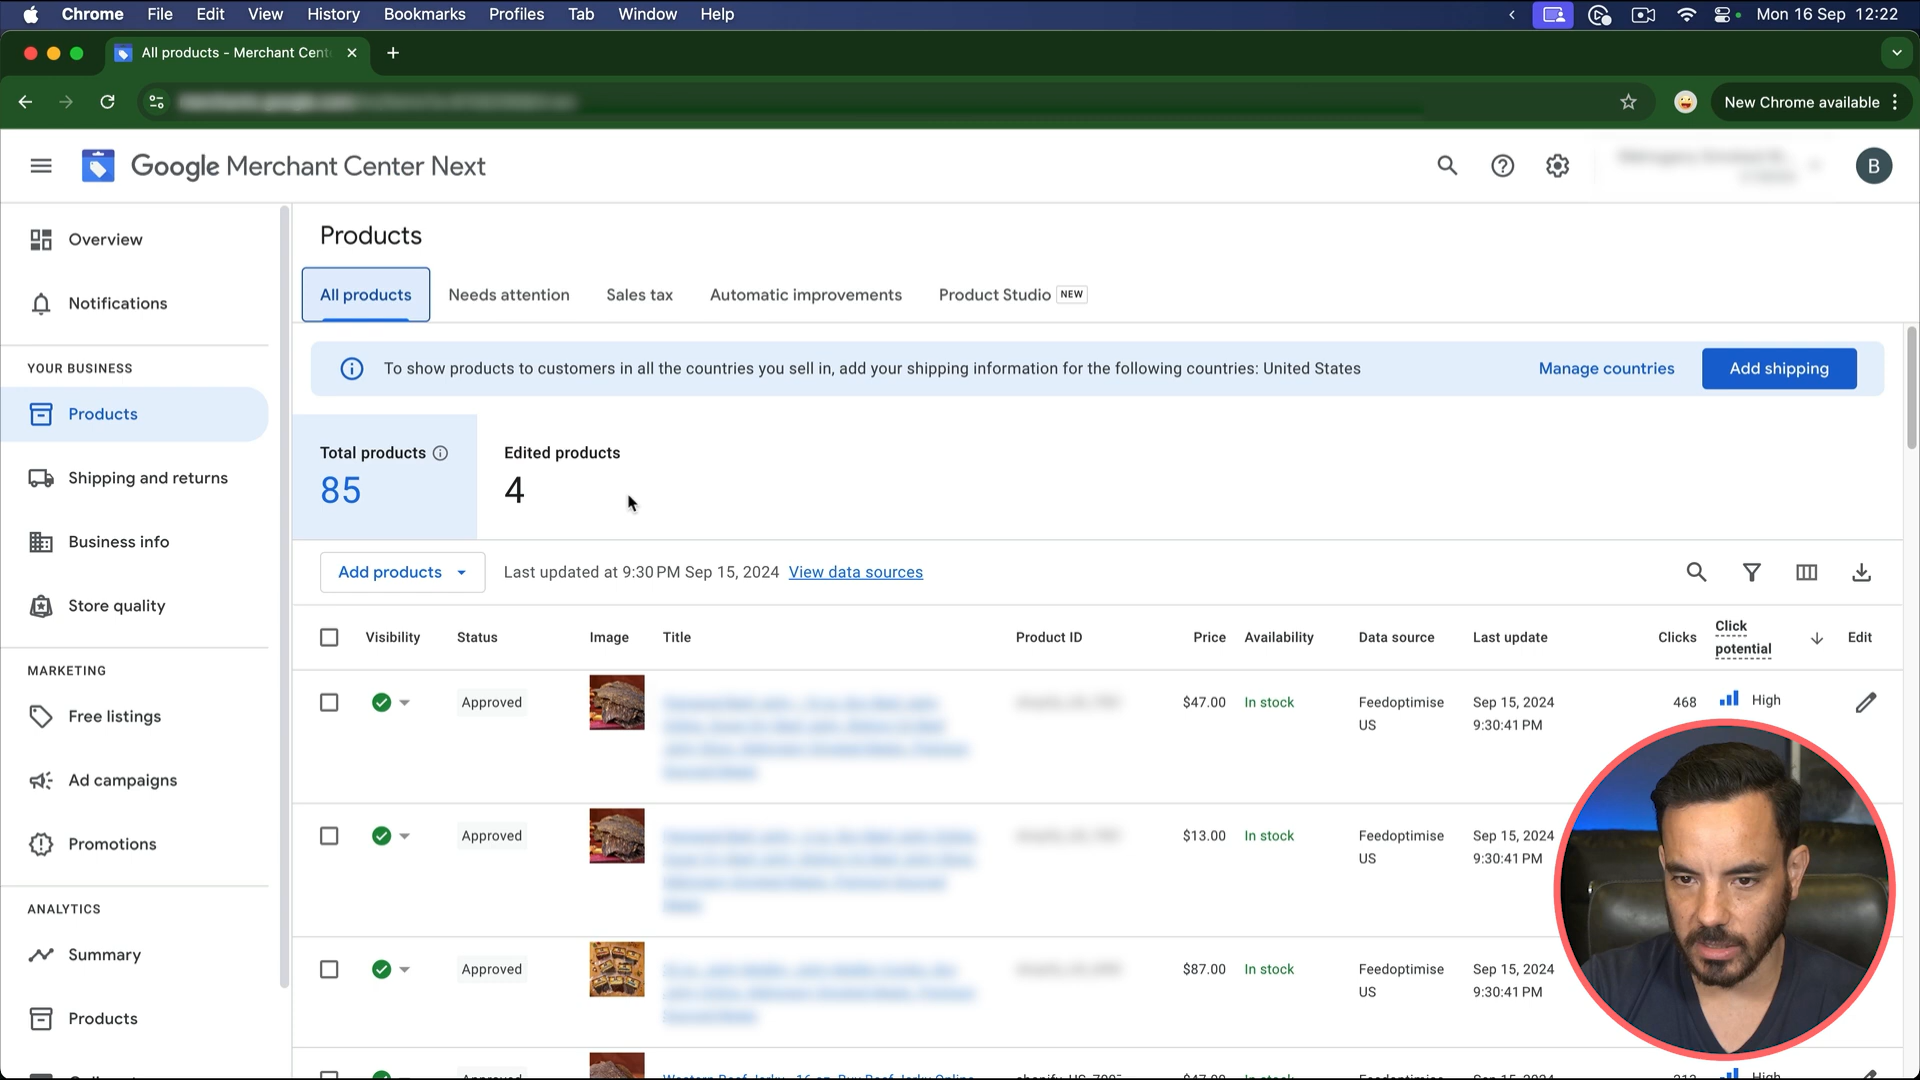 Chrome File Edit View History Bookmarks Profiles Tab Window Help Mon 16 Sep 12:22
All products - Merchant Cent
New Chrome available
Google Merchant Center Next
B
Overview
Notifications
YOUR BUSINESS
Products
Shipping and returns
Business info
Store quality
MARKETING
Free listings
Ad campaigns
Promotions
ANALYTICS
Summary
Products
Products
All products Needs attention Sales tax Automatic improvements Product Studio NEW
To show products to customers in all the countries you sell in, add your shipping information for the following countries: United States Manage countries Add shipping
Total products Edited products
85 4
Add products Last updated at 9:30 PM Sep 15, 2024 View data sources
Visibility Status Image Title Product ID Price Availability Data source Last update Clicks Click potential Edit
Approved $47.00 In stock Feedoptimise Sep 15, 2024 468 High
US 9:30:41 PM
Approved $13.00 In stock Feedoptimise Sep 15, 2024
US 9:30:41 PM
Approved $87.00 In stock Feedoptimise Sep 15, 2024
US 9:30:41 PM